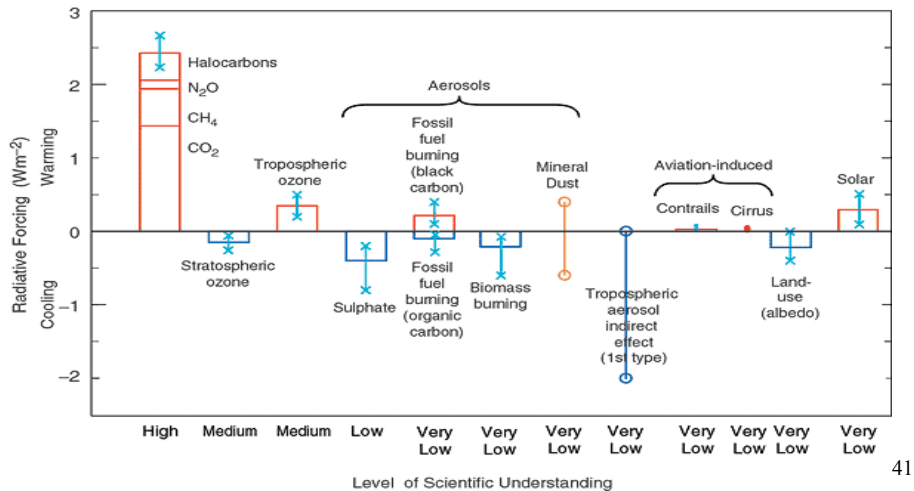 3
2
1
0
−1
−2
Radiative Forcing (Wm−2)
Cooling
Warming
Halocarbons
N2O
CH4
CO2
Stratospheric
ozone
Tropospheric
ozone
Aerosols
Sulphate
Fossil
fuel
burning
(black
carbon)
Fossil
fuel
burning
(organic
carbon)
Biomass
burning
Mineral
Dust
Tropospheric
aerosol
indirect
effect
(1st type)
Aviation-induced
Contrails
Cirrus
Land-
use
(albedo)
Solar
High
Medium
Medium
Low
Very
Low
Very
Low
Very
Low
Very
Low
Very
Low
Very
Low
Very
Low
Very
Low
Level of Scientific Understanding
41